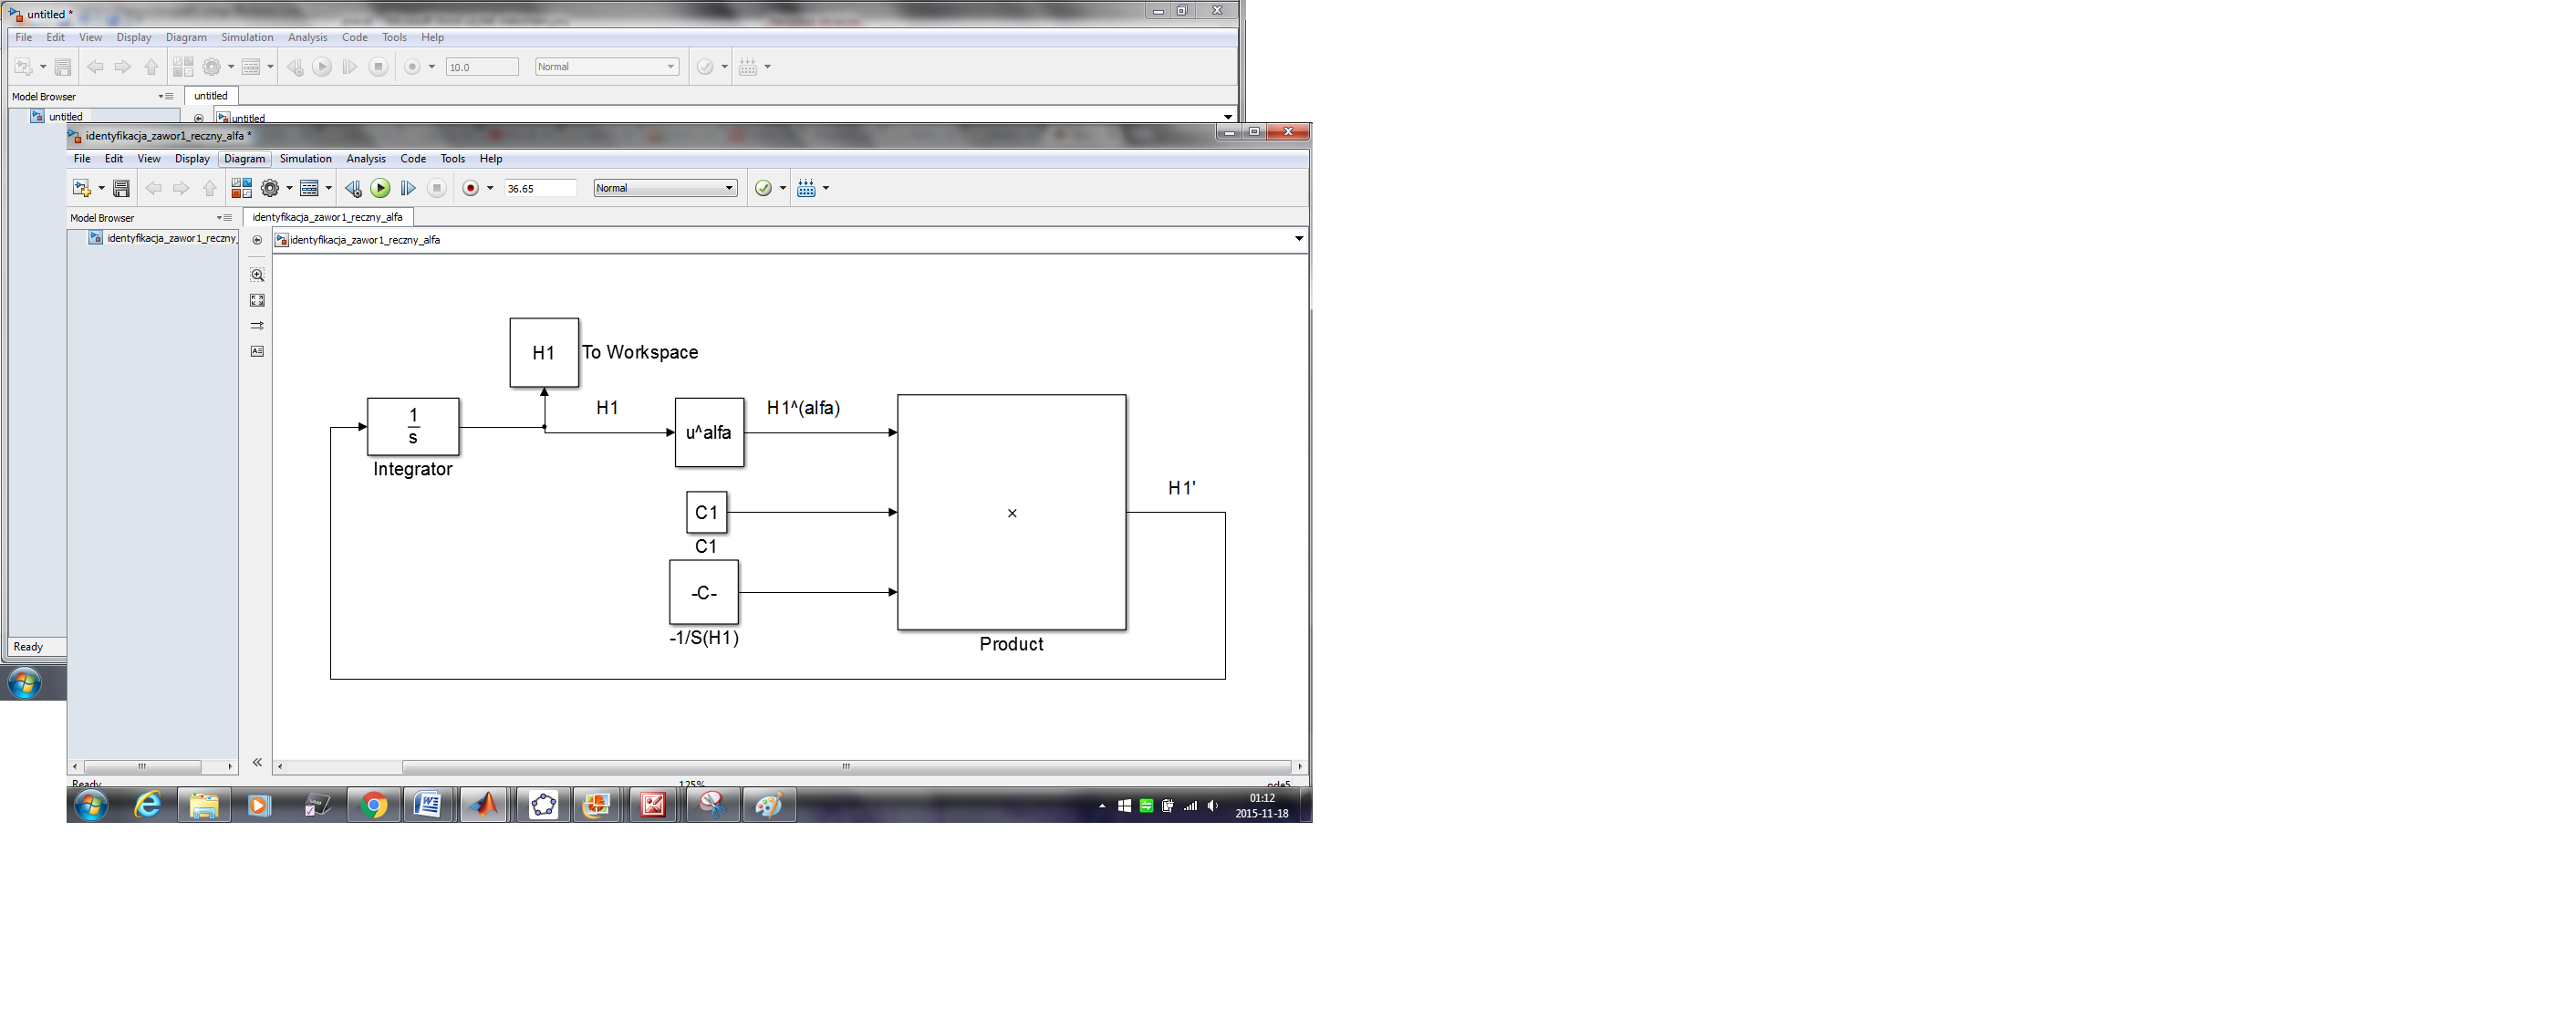 untitled *
File Edit View Display Diagram Simulation Analysis Code Tools Help
10.0 Normal
Model Browser untitled
untitled untitled
identyfikacja_zawor1_reczny_alfa *
File Edit View Display Diagram Simulation Analysis Code Tools Help
36.65 Normal
Model Browser identyfikacja_zawor1_reczny_alfa
identyfikacja_zawor1_reczny_ identyfikacja_zawor1_reczny_alfa
H1 To Workspace
H1 H1^(alfa)
1
s
u^alfa
Integrator
H1'
C1
×
C1
-C-
-1/S(H1)
Product
Ready
Ready 125% ode5
01:12
2015-11-18